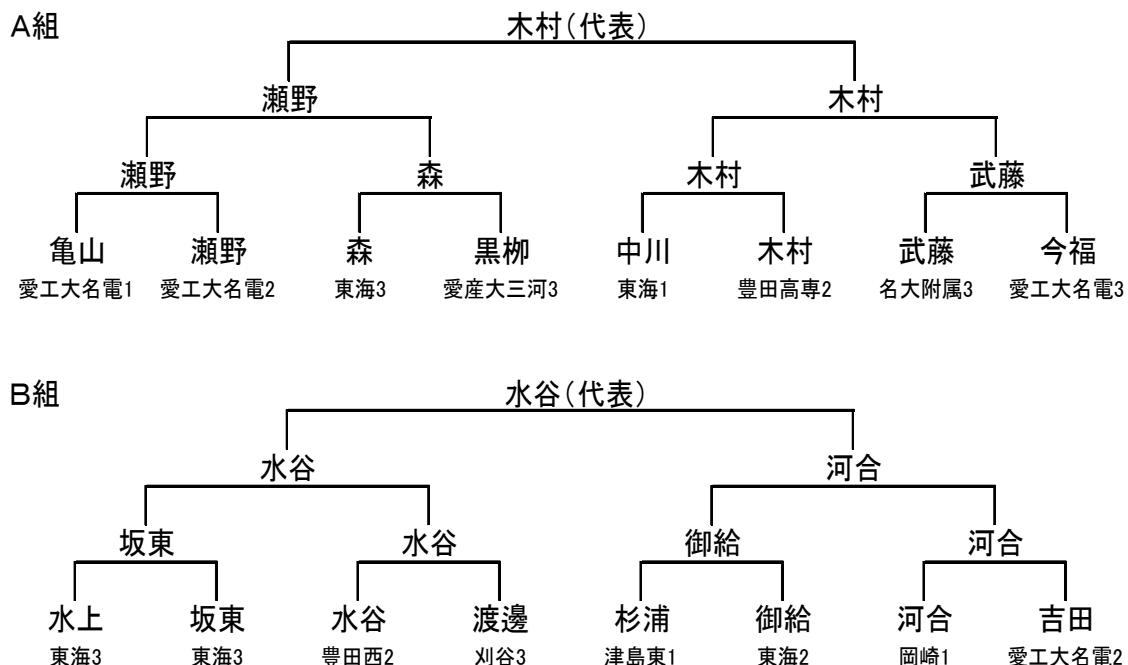 A組
木村(代表)
瀬野 木村
瀬野 森 木村 武藤
亀山 瀬野 森 黒栁 中川 木村 武藤 今福
愛工大名電1 愛工大名電2 東海3 愛産大三河3 東海1 豊田高専2 名大附属3 愛工大名電3
B組
水谷(代表)
水谷 河合
坂東 水谷 御給 河合
水上 坂東 水谷 渡邊 杉浦 御給 河合 吉田
東海3 東海3 豊田西2 刈谷3 津島東1 東海2 岡崎1 愛工大名電2